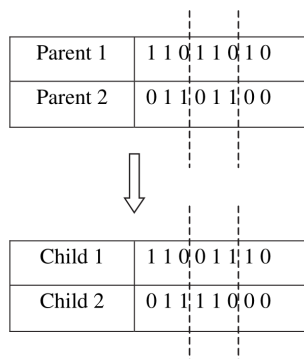 Parent 1 1 1 0 1 1 0 1 0
Parent 2 0 1 1 0 1 1 0 0
Child 1 1 1 0 0 1 1 1 0
Child 2 0 1 1 1 1 0 0 0